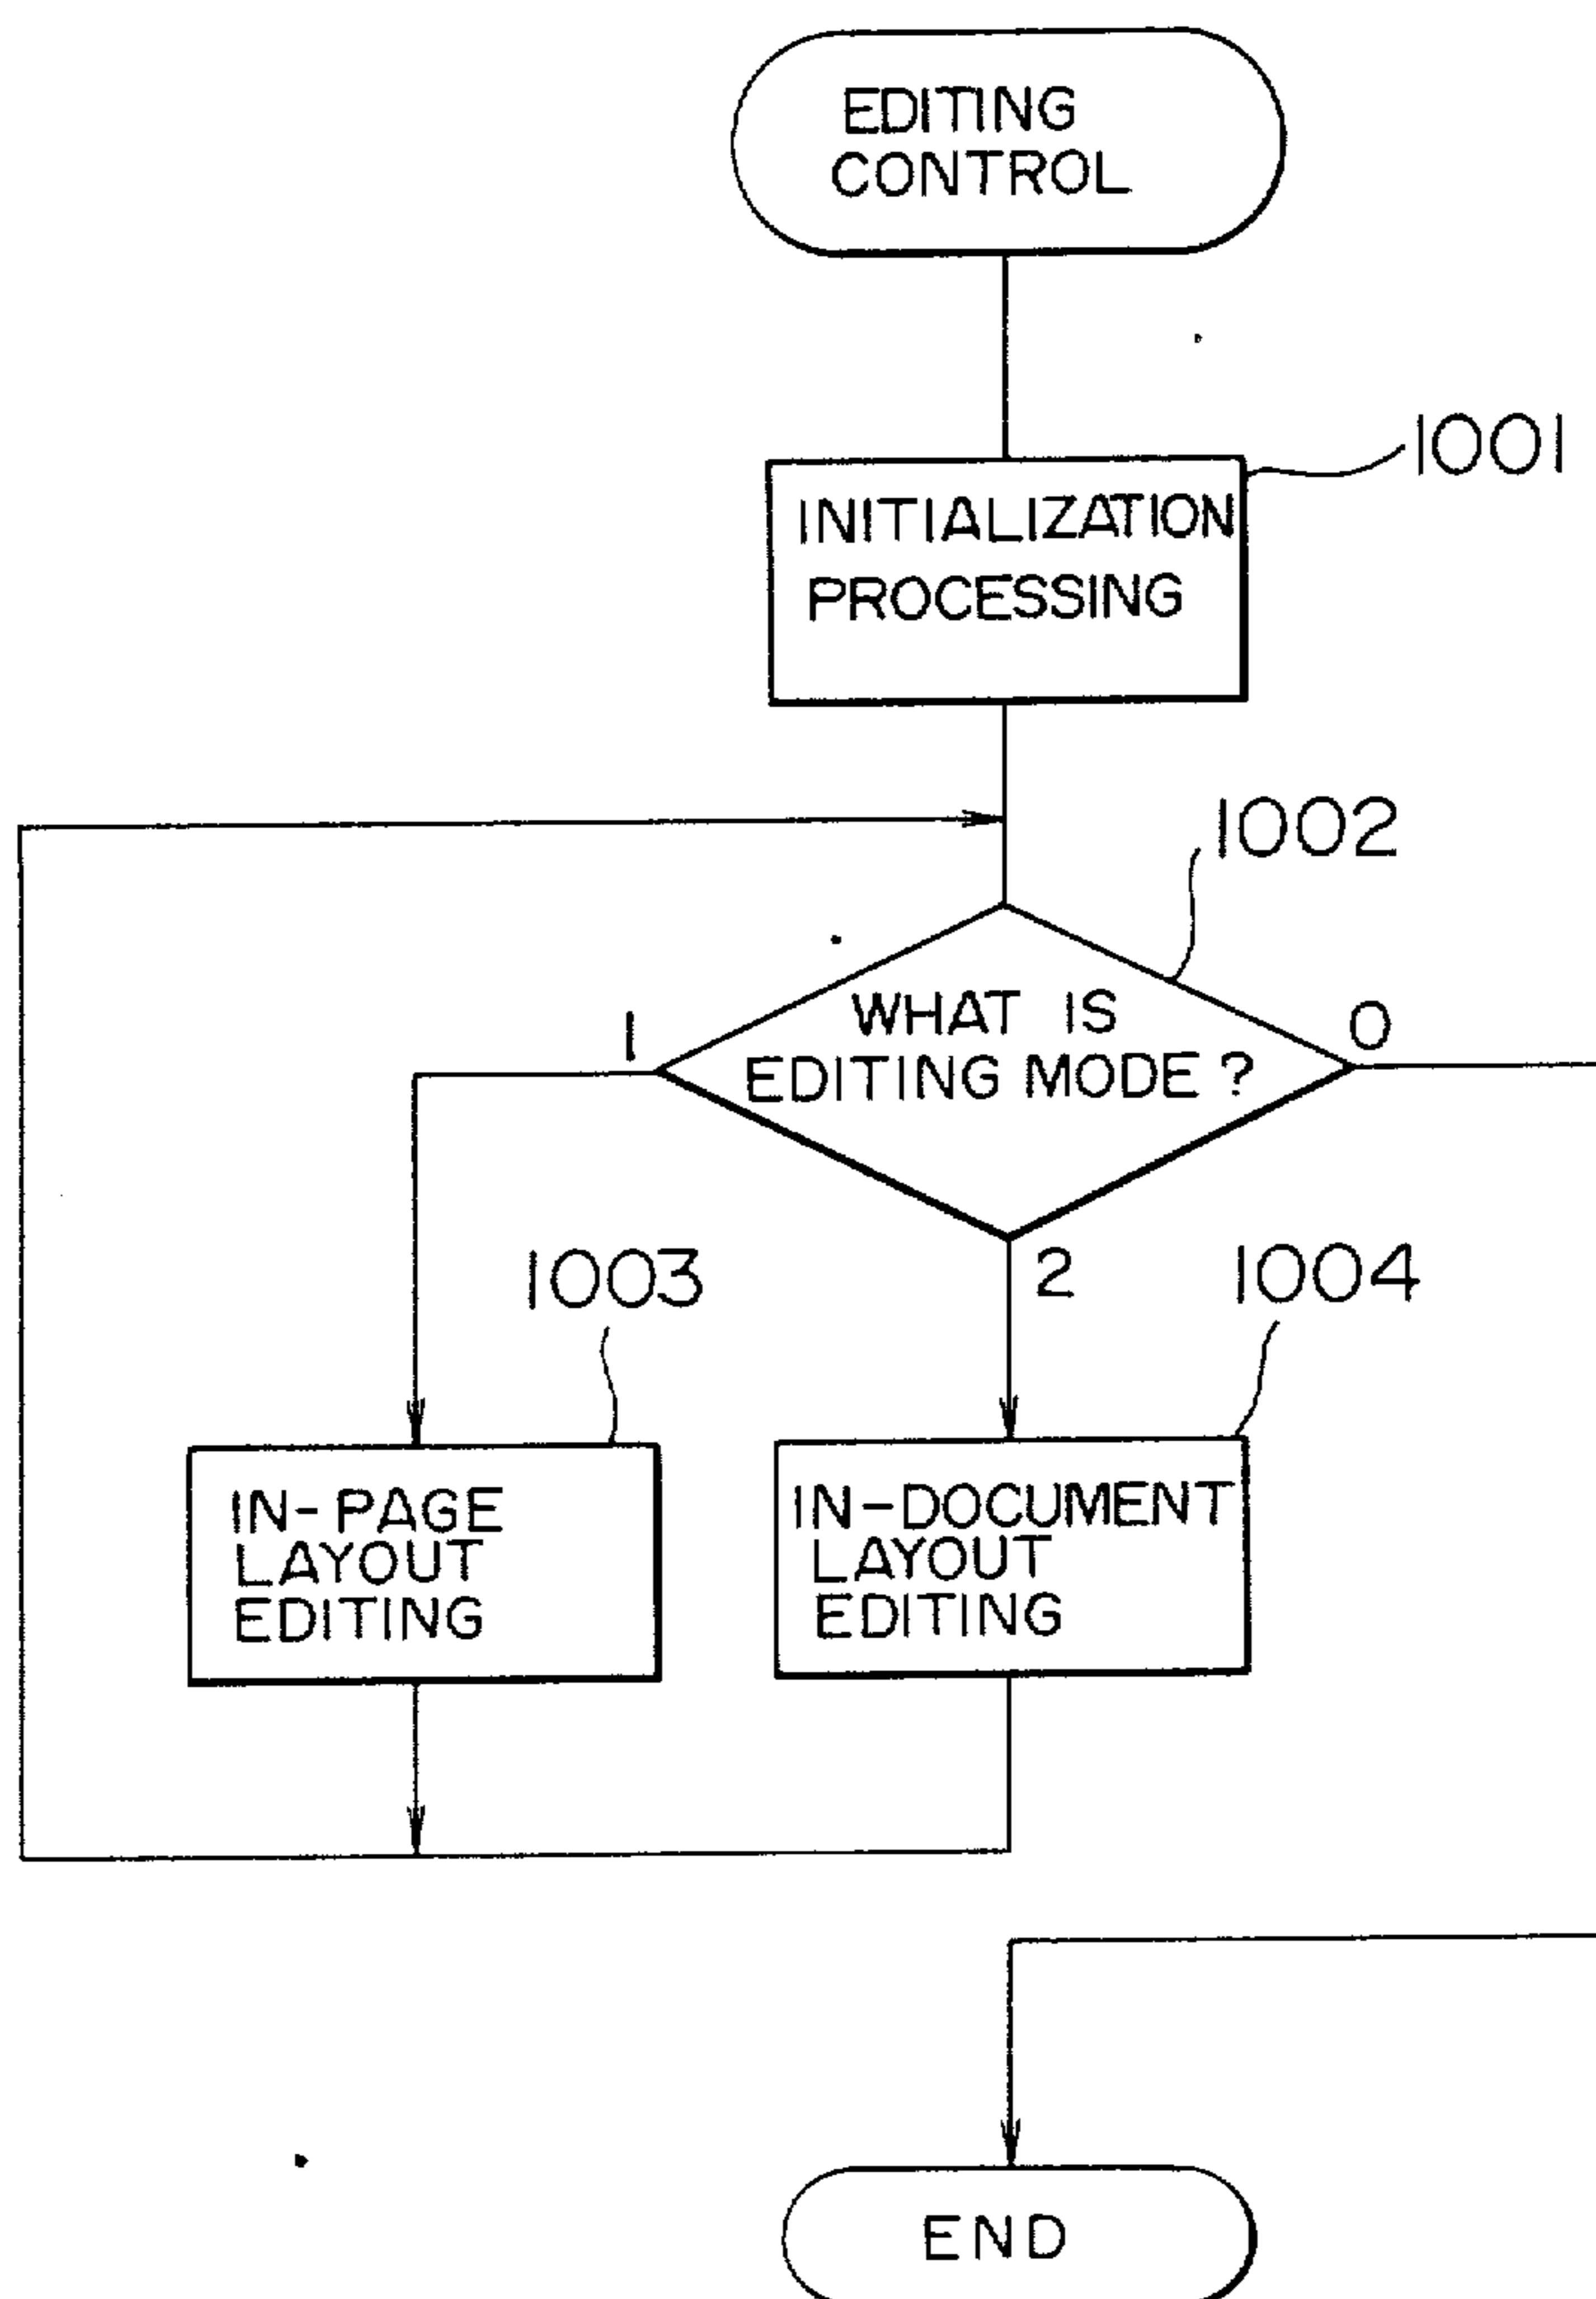 EDITING
CONTROL
1001
INITIALIZATION
PROCESSING
1002
WHAT IS
EDITING MODE ?
1
0
2
1003
1004
IN-PAGE
LAYOUT
EDITING
IN-DOCUMENT
LAYOUT
EDITING
END